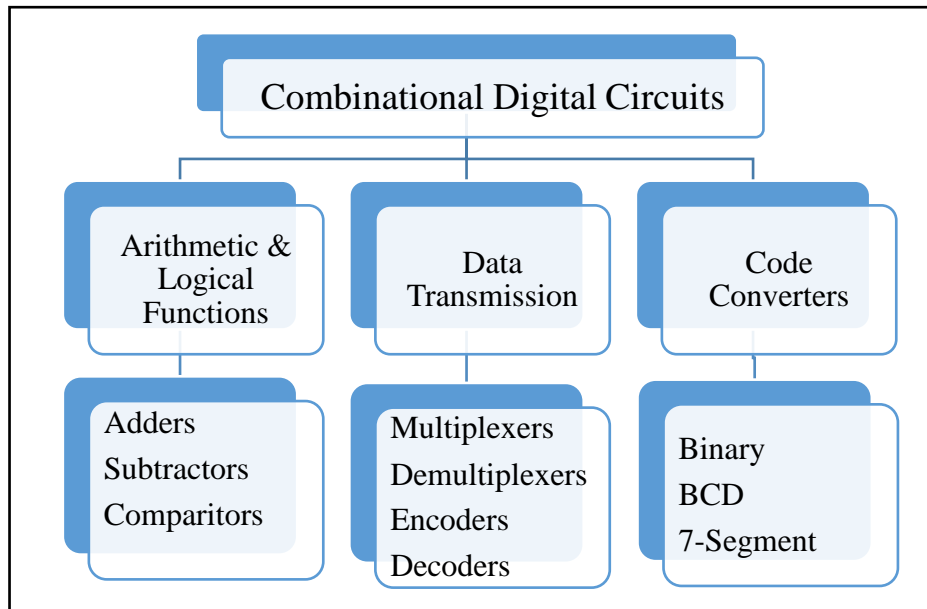 Combinational Digital Circuits
Arithmetic &
Logical
Functions
Data
Transmission
Code
Converters
Adders
Subtractors
Comparitors
Multiplexers
Demultiplexers
Encoders
Decoders
Binary
BCD
7-Segment